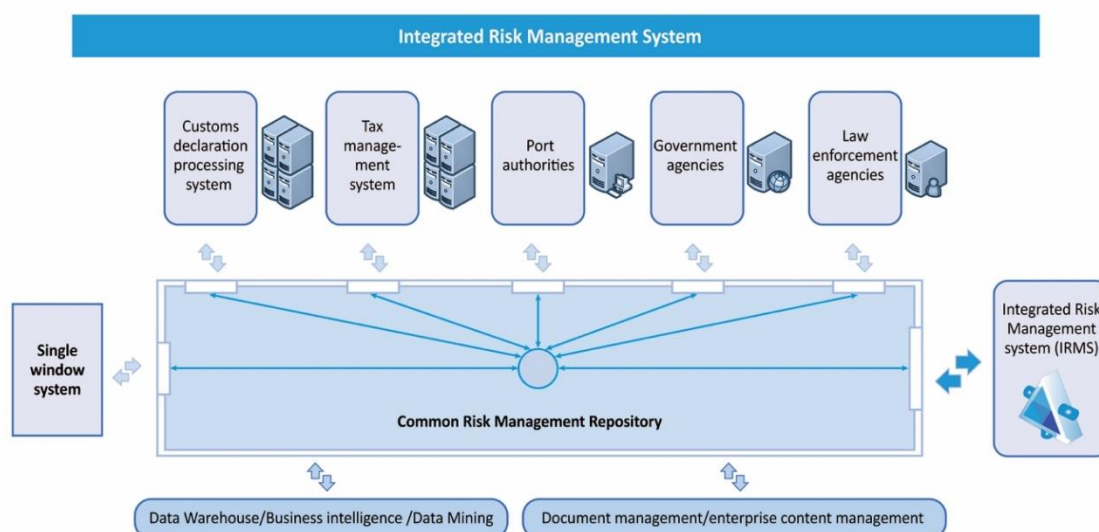 Integrated Risk Management System
Customs
declaration
processing
system
Tax
manage-
ment
system
Port
authorities
Government
agencies
Law
enforcement
agencies
Single
window
system
Integrated Risk
Management
system (IRMS)
Common Risk Management Repository
Data Warehouse/Business intelligence /Data Mining
Document management/enterprise content management